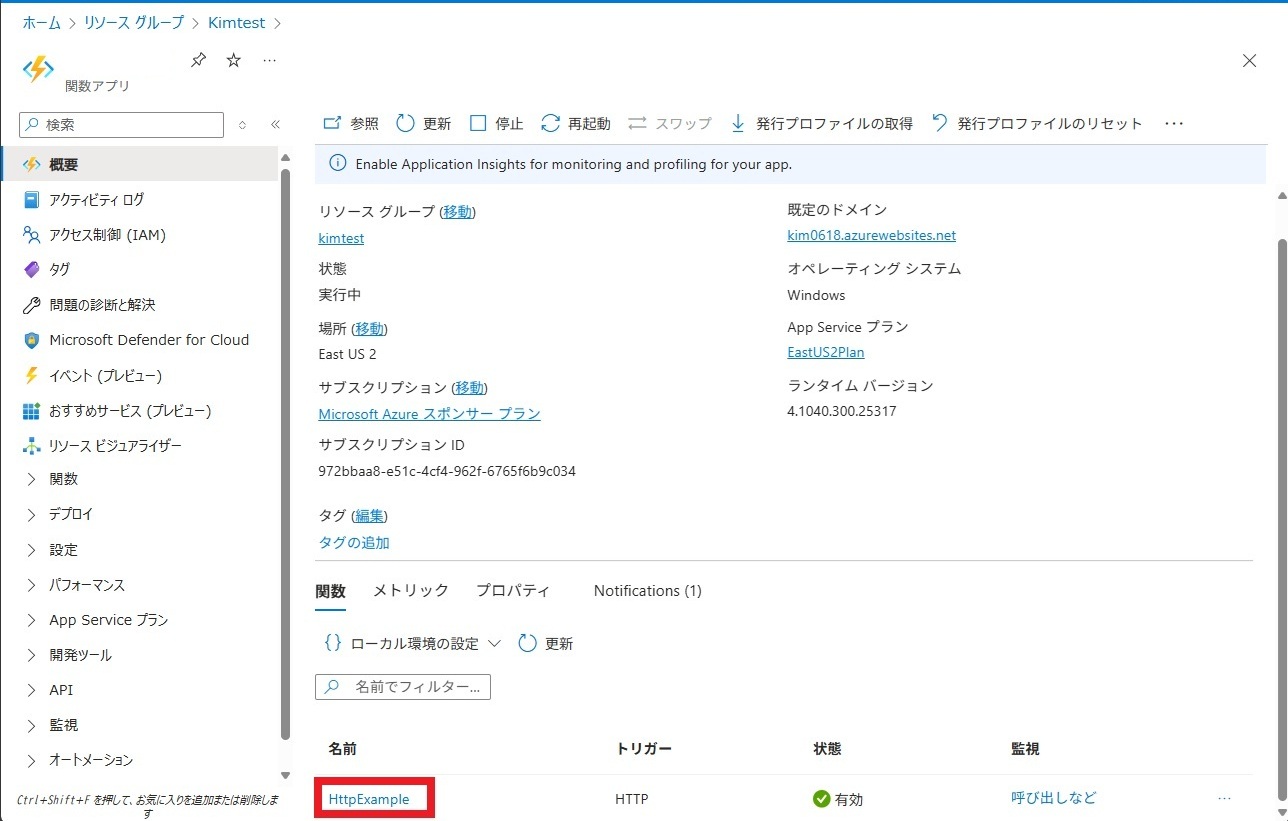 ホーム > リソース グループ > Kimtest >
関数アプリ
検索
概要
アクティビティ ログ
アクセス制御 (IAM)
タグ
問題の診断と解決
Microsoft Defender for Cloud
イベント (プレビュー)
おすすめサービス (プレビュー)
リソース ビジュアライザー
関数
デプロイ
設定
パフォーマンス
App Service プラン
開発ツール
API
監視
オートメーション
Ctrl+Shift+F を押して、お気に入りを追加または削除しま
す
参照 更新 停止 再起動 スワップ 発行プロファイルの取得 発行プロファイルのリセット ...
Enable Application Insights for monitoring and profiling for your app.
リソース グループ (移動)
kimtest
状態
実行中
場所 (移動)
East US 2
サブスクリプション (移動)
Microsoft Azure スポンサー プラン
サブスクリプション ID
972bbaa8-e51c-4cf4-962f-6765f6b9c034
タグ (編集)
タグの追加
既定のドメイン
kim0618.azurewebsites.net
オペレーティング システム
Windows
App Service プラン
EastUS2Plan
ランタイム バージョン
4.1040.300.25317
関数 メトリック プロパティ Notifications (1)
{} ローカル環境の設定 更新
名前でフィルター...
名前 トリガー 状態 監視
HttpExample HTTP 有効 呼び出しなど ...